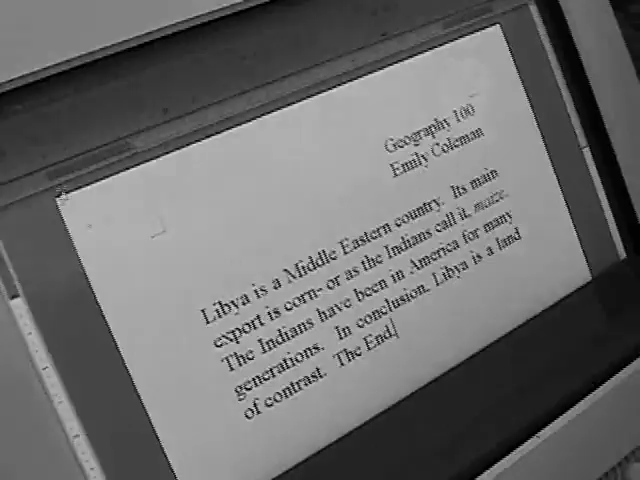 Geography 100
Emily Coleman
Libya is a Middle Eastern country. Its main
export is corn- or as the Indians call it, maize.
The Indians have been in America for many
generations. In conclusion, Libya is a land
of contrast. The End.